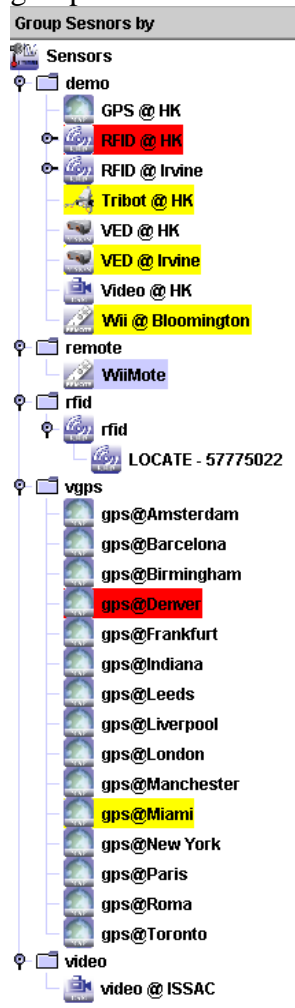 Group Sesnors by
Sensors
demo
GPS @ HK
RFID @ HK
RFID @ Irvine
Tribot @ HK
VED @ HK
VED @ Irvine
Video @ HK
Wii @ Bloomington
remote
WiiMote
rfid
rfid
LOCATE - 57775022
vgps
gps@Amsterdam
gps@Barcelona
gps@Birmingham
gps@Denver
gps@Frankfurt
gps@Indiana
gps@Leeds
gps@Liverpool
gps@London
gps@Manchester
gps@Miami
gps@New York
gps@Paris
gps@Roma
gps@Toronto
video
video @ ISSAC